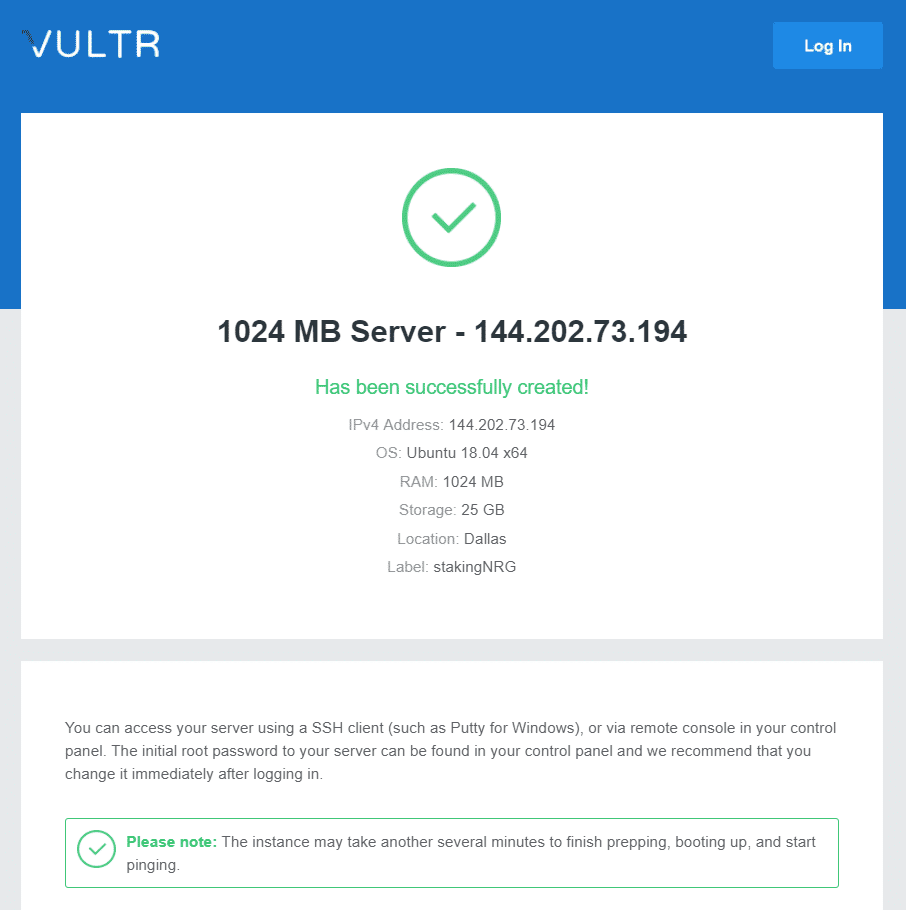 VULTR
Log In
1024 MB Server - 144.202.73.194
Has been successfully created!
IPv4 Address: 144.202.73.194
OS: Ubuntu 18.04 x64
RAM: 1024 MB
Storage: 25 GB
Location: Dallas
Label: stakingNRG
You can access your server using a SSH client (such as Putty for Windows), or via remote console in your control
panel. The initial root password to your server can be found in your control panel and we recommend that you
change it immediately after logging in.
Please note: The instance may take another several minutes to finish prepping, booting up, and start
pinging.